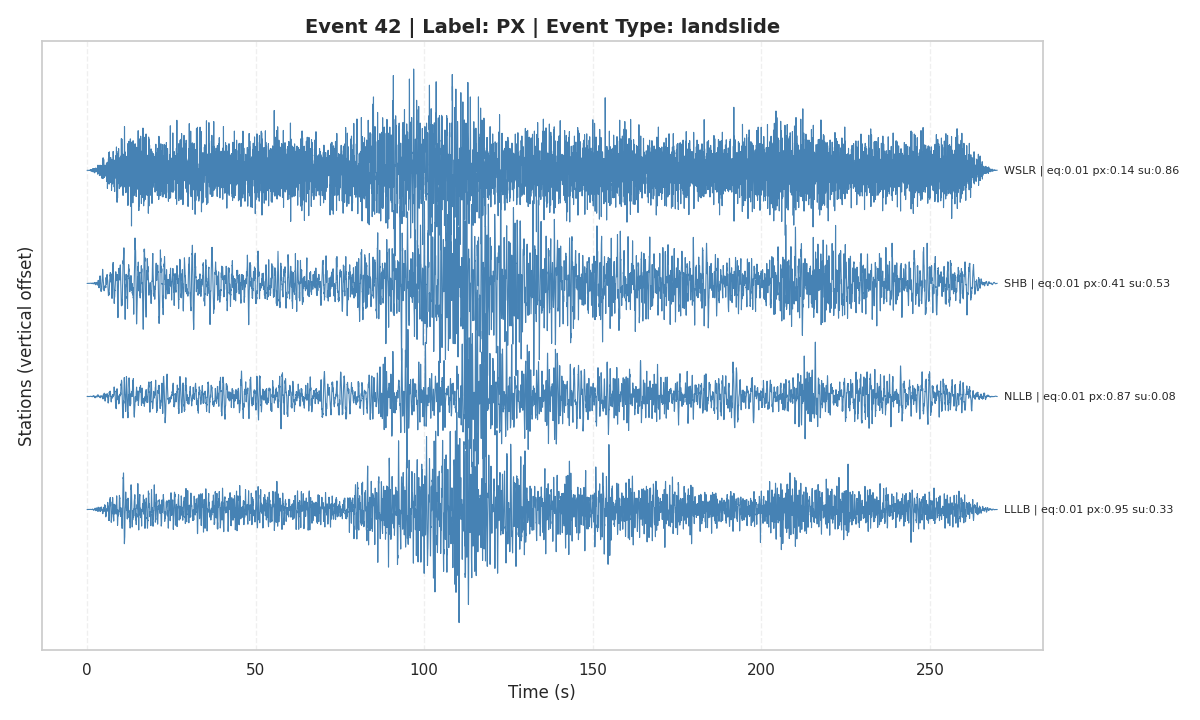 Event 42 | Label: PX | Event Type: landslide
Stations (vertical offset)
WSLR | eq:0.01 px:0.14 su:0.86
SHB | eq:0.01 px:0.41 su:0.53
NLLB | eq:0.01 px:0.87 su:0.08
LLLB | eq:0.01 px:0.95 su:0.33
0 50 100 150 200 250
Time (s)